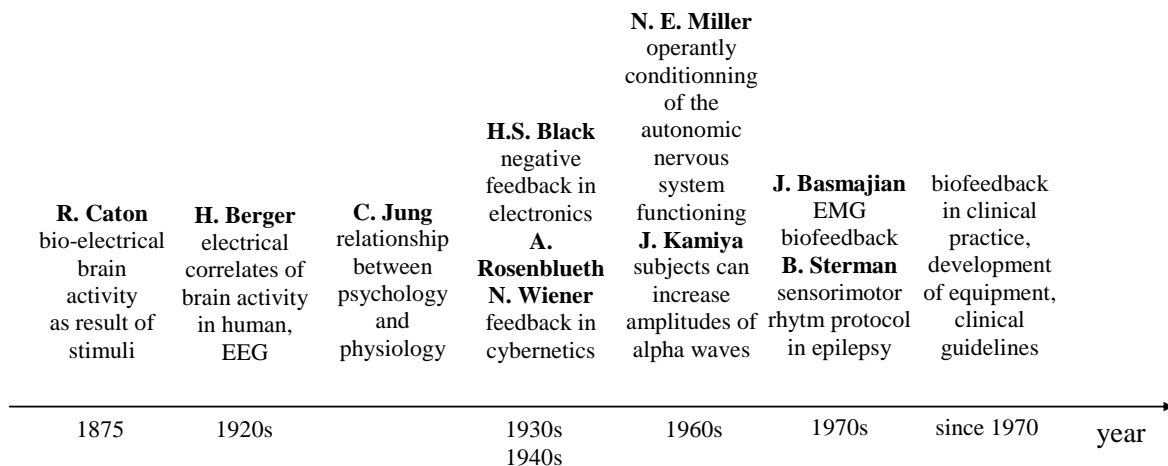 R. Caton
bio-electrical
brain
activity
as result of
stimuli
H. Berger
electrical
correlates of
brain activity
in human,
EEG
C. Jung
relationship
between
psychology
and
physiology
H.S. Black
negative
feedback in
electronics
A.
Rosenblueth
N. Wiener
feedback in
cybernetics
N. E. Miller
operantly
conditionning
of the
autonomic
nervous
system
functioning
J. Kamiya
subjects can
increase
amplitudes of
alpha waves
J. Basmajian
EMG
biofeedback
B. Sterman
sensorimotor
rhytm protocol
in epilepsy
biofeedback
in clinical
practice,
development
of equipment,
clinical
guidelines
1875
1920s
1930s
1940s
1960s
1970s
since 1970
year